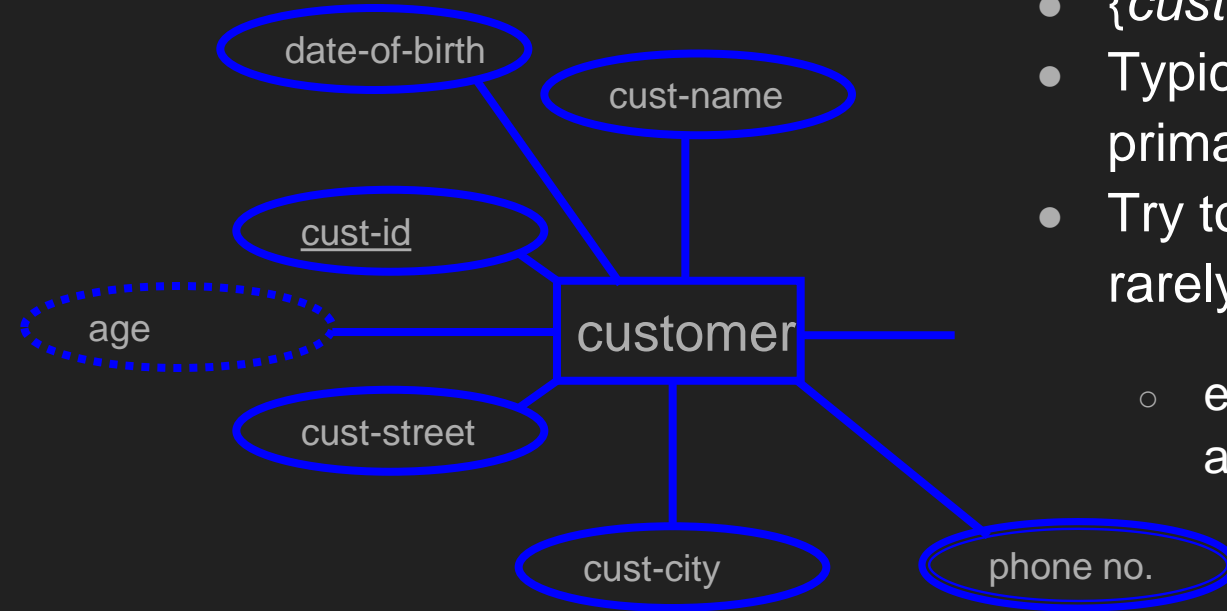 date-of-birth
cust-name
cust-id
age
customer
cust-street
cust-city
phone no.
{cust
Typic
prima
Try to
rarely
e
a